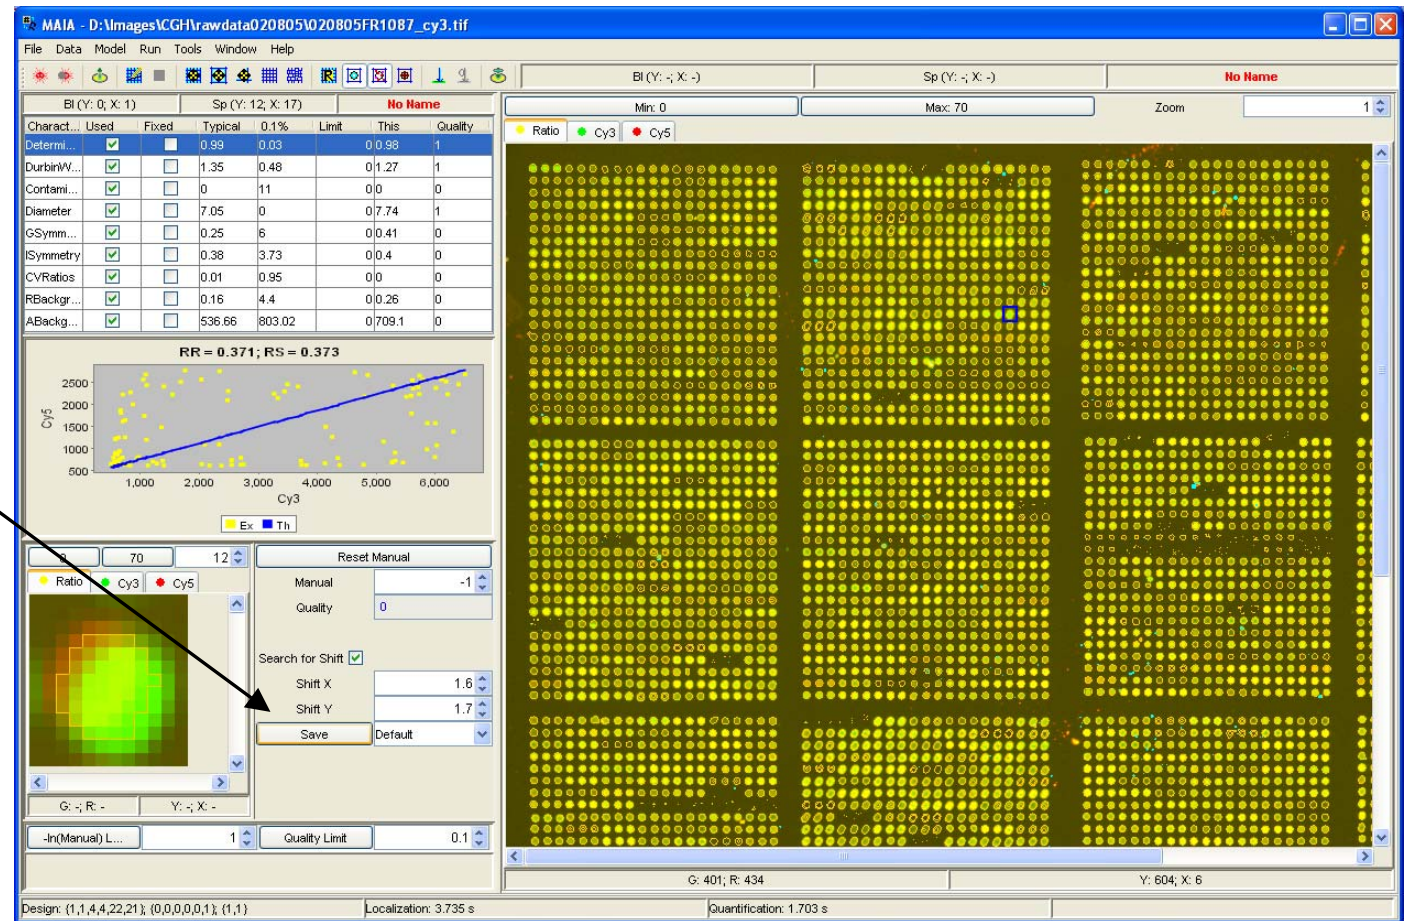 MAIA - D:\Images\CGH\rawdata020805\020805FR1087_cy3.tif
File Data Model Run Tools Window Help
Bl (Y: -; X: -) Sp (Y: -; X: -) No Name
Bl (Y: 0; X: 1) Sp (Y: 12; X: 17) No Name
Min: 0 Max: 70 Zoom 1
Ratio Cy3 Cy5
Charact... Used Fixed Typical 0.1% Limit This Quality
Determi... 0.99 0.03 0 0.98 1
DurbinW... 1.35 0.48 0 1.27 1
Contami... 0 11 0 0 0
Diameter 7.05 0 0 7.74 1
GSymm... 0.25 6 0 0.41 0
ISymmetry 0.38 3.73 0 0.4 0
CVRatios 0.01 0.95 0 0 0
RBackgr... 0.16 4.4 0 0.26 0
ABackg... 536.66 803.02 0 709.1 0
RR = 0.371; RS = 0.373
Cy5
2500
2000
1500
1000
500
1,000 2,000 3,000 4,000 5,000 6,000
Cy3
Ex Th
70 12 Reset Manual
Ratio Cy3 Cy5
Manual -1
Quality 0
Search for Shift
Shift X 1.6
Shift Y 1.7
Save Default
G: -; R: - Y: -; X: -
-ln(Manual) L... 1 Quality Limit 0.1
G: 401; R: 434 Y: 604; X: 6
Design: {1,1,4,4,22,21}; {0,0,0,0,0,1}; {1,1} Localization: 3.735 s Quantification: 1.703 s